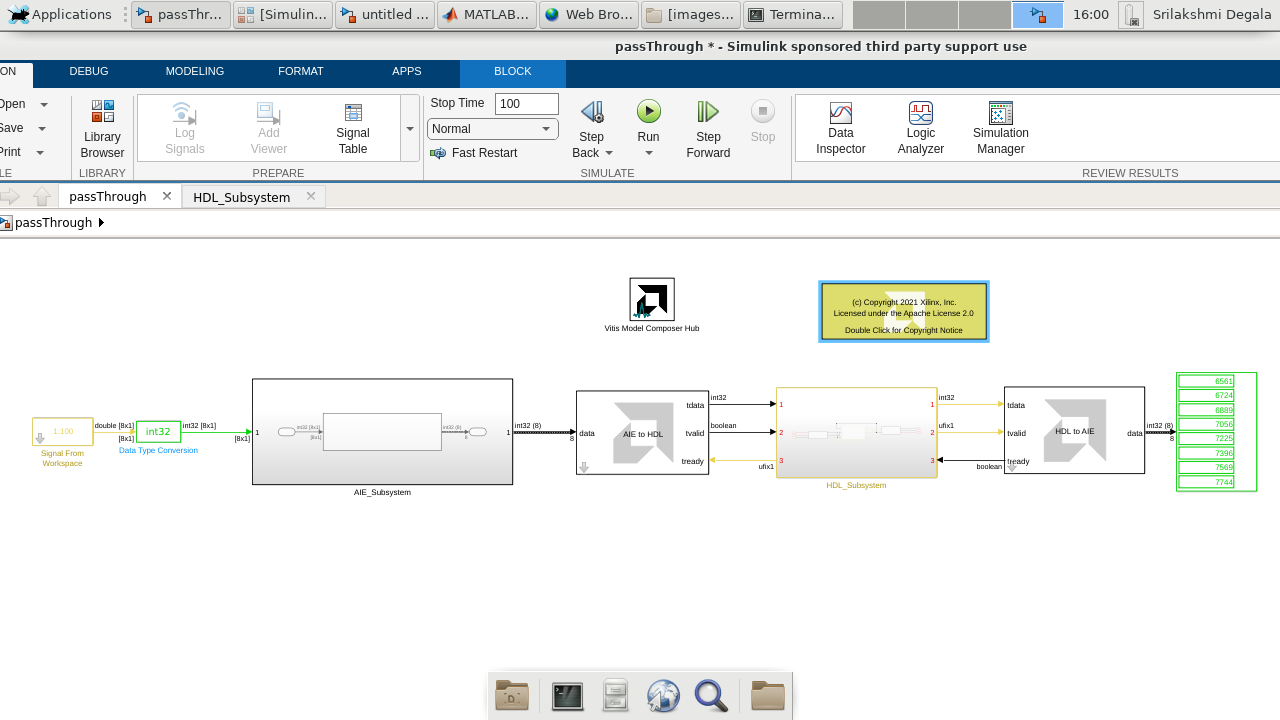 Applications
passThr...
[Simulin...
untitled ...
MATLAB...
Web Bro...
[images...
Termina...
16:00
Srilakshmi Degala
passThrough * - Simulink sponsored third party support use
ON
DEBUG
MODELING
FORMAT
APPS
BLOCK
Open
Save
Print
LE
Library
Browser
LIBRARY
Log
Signals
Add
Viewer
Signal
Table
PREPARE
Stop Time
100
Normal
Fast Restart
Step
Back
Run
Step
Forward
Stop
SIMULATE
Data
Inspector
Logic
Analyzer
Simulation
Manager
REVIEW RESULTS
passThrough
HDL_Subsystem
passThrough
Vitis Model Composer Hub
(c) Copyright 2021 Xilinx, Inc.
Licensed under the Apache License 2.0
Double Click for Copyright Notice
1:100
Signal From
Workspace
double [8x1]
[8x1]
int32
Data Type Conversion
int32 [8x1]
[8x1]
1
int32 [8x1]
[8x1]
int32 (8)
8
1
AIE_Subsystem
int32 (8)
8
data
AIE to HDL
tdata
tvalid
tready
int32
boolean
ufix1
1
2
3
1
2
3
HDL_Subsystem
int32
ufix1
boolean
tdata
tvalid
tready
HDL to AIE
data
int32 (8)
8
6561
6724
6889
7056
7225
7396
7569
7744